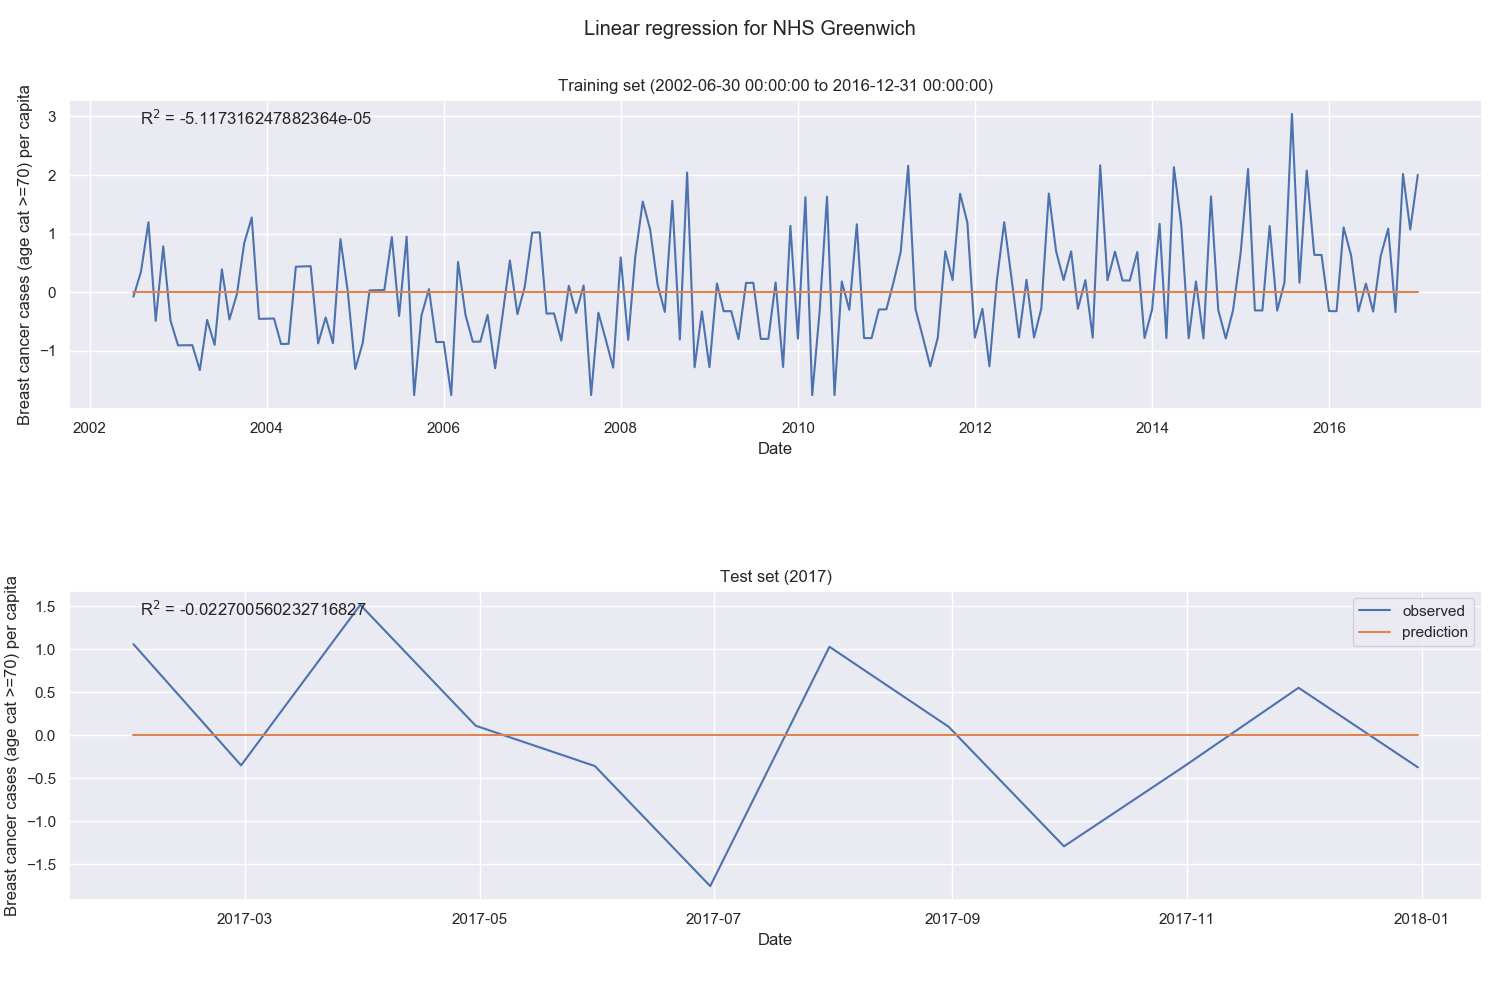 Linear regression for NHS Greenwich
Training set (2002-06-30 00:00:00 to 2016-12-31 00:00:00)
R² = -5.117316247882364e-05
Breast cancer cases (age cat >=70) per capita
3
2
1
0
−1
2002 2004 2006 2008 2010 2012 2014 2016
Date
Test set (2017)
R² = -0.022700560232716827
observed
prediction
Breast cancer cases (age cat >=70) per capita
1.5
1.0
0.5
0.0
−0.5
−1.0
−1.5
2017-03 2017-05 2017-07 2017-09 2017-11 2018-01
Date